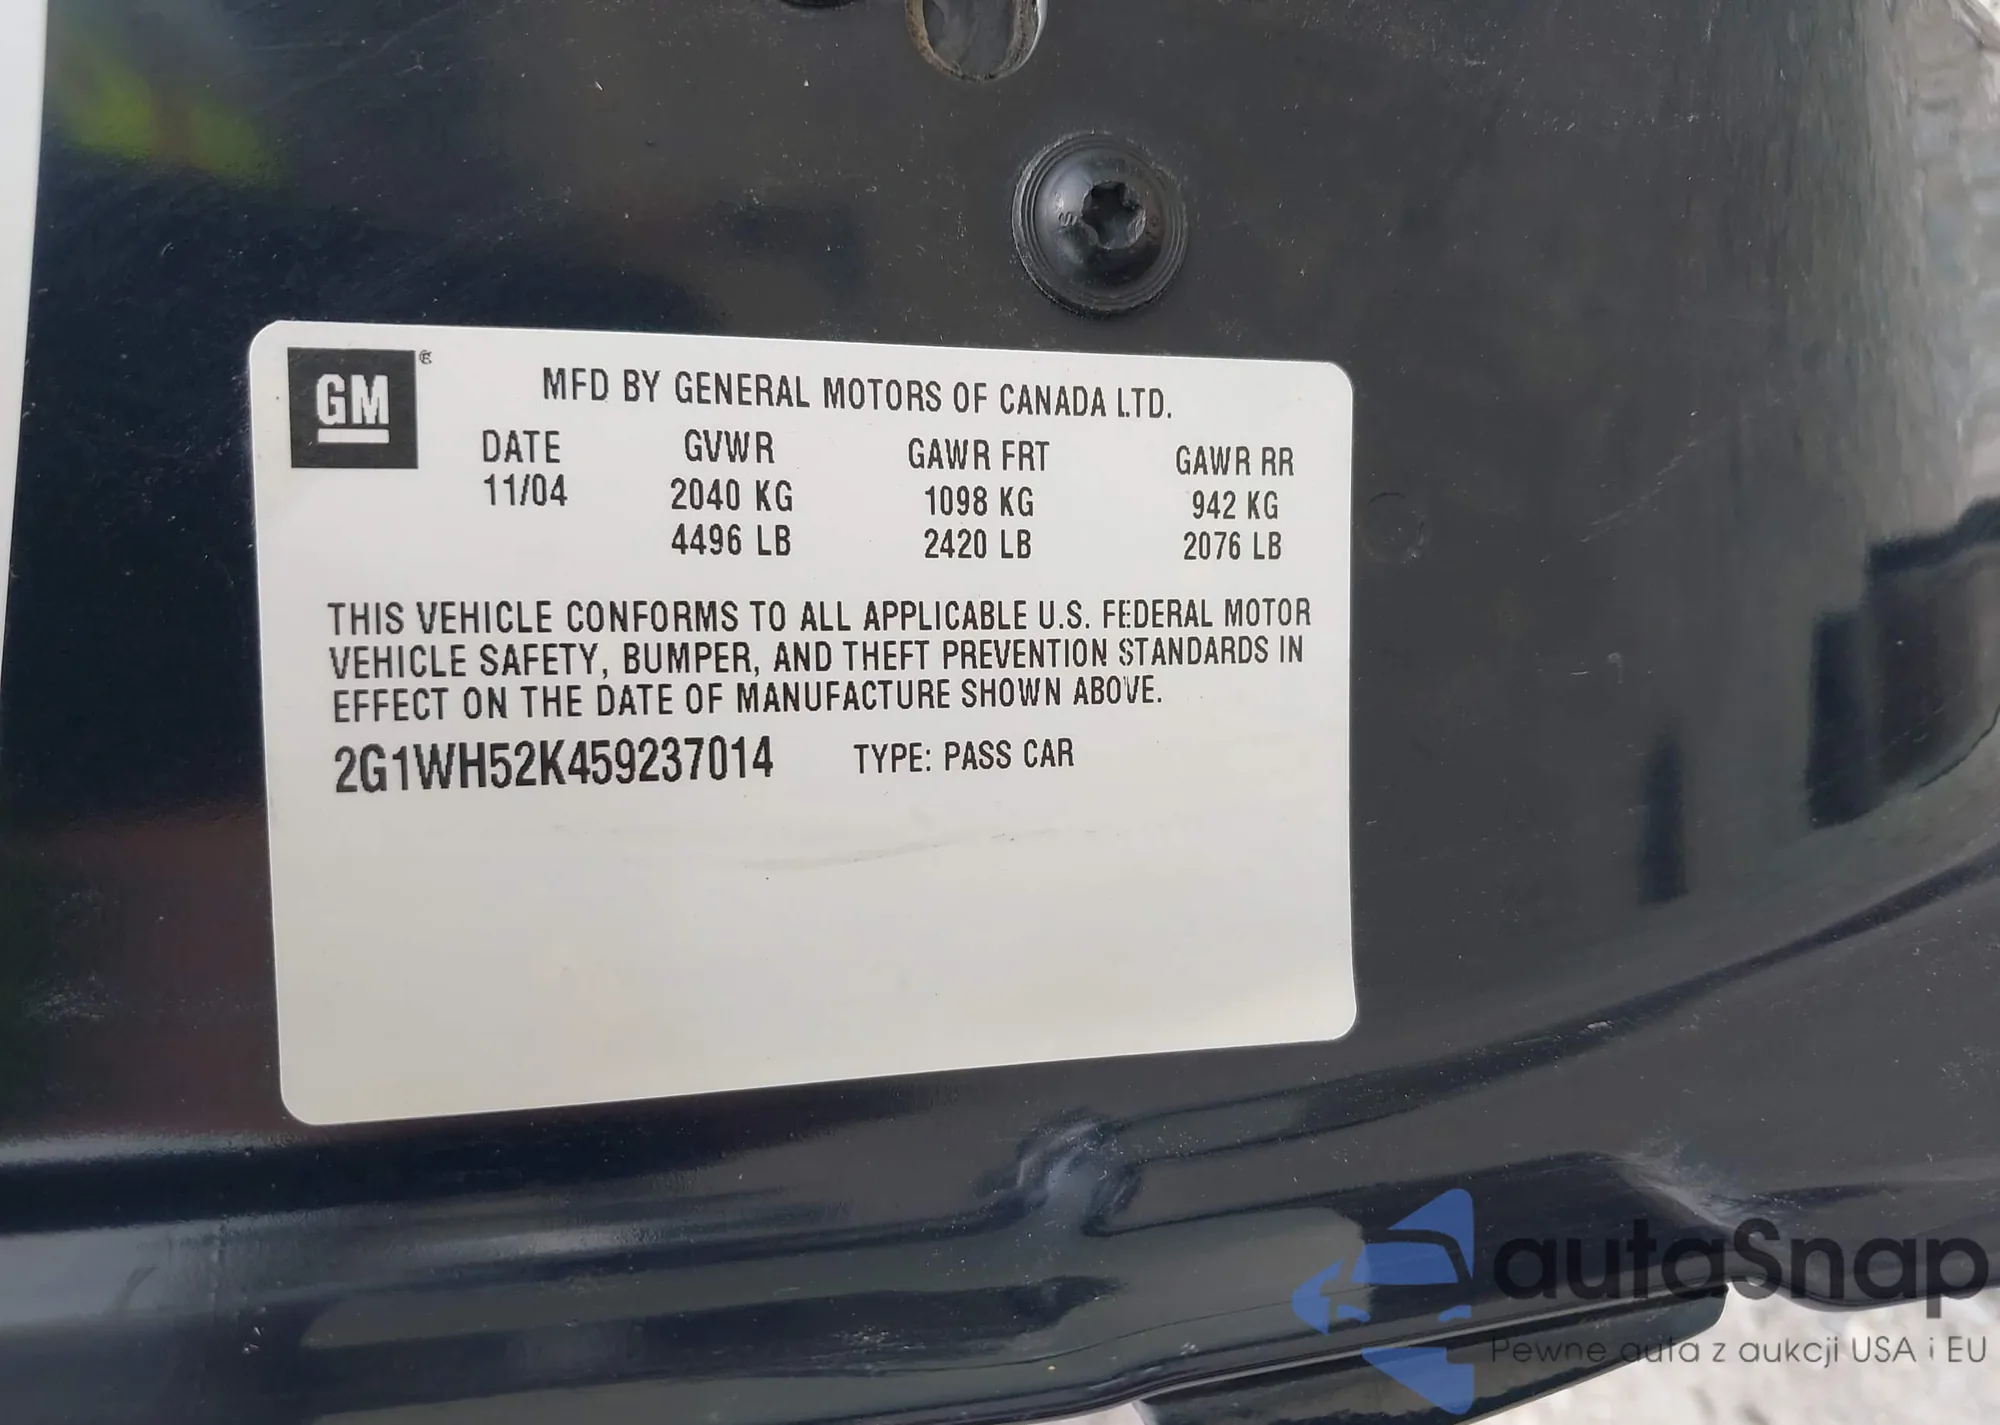 GM
MFD BY GENERAL MOTORS OF CANADA LTD.
DATE GVWR GAWR FRT GAWR RR
11/04 2040 KG 1098 KG 942 KG
4496 LB 2420 LB 2076 LB
THIS VEHICLE CONFORMS TO ALL APPLICABLE U.S. FEDERAL MOTOR
VEHICLE SAFETY, BUMPER, AND THEFT PREVENTION STANDARDS IN
EFFECT ON THE DATE OF MANUFACTURE SHOWN ABOVE.
2G1WH52K459237014 TYPE: PASS CAR
autaSnap
Pewne auta z aukcji USA i EU